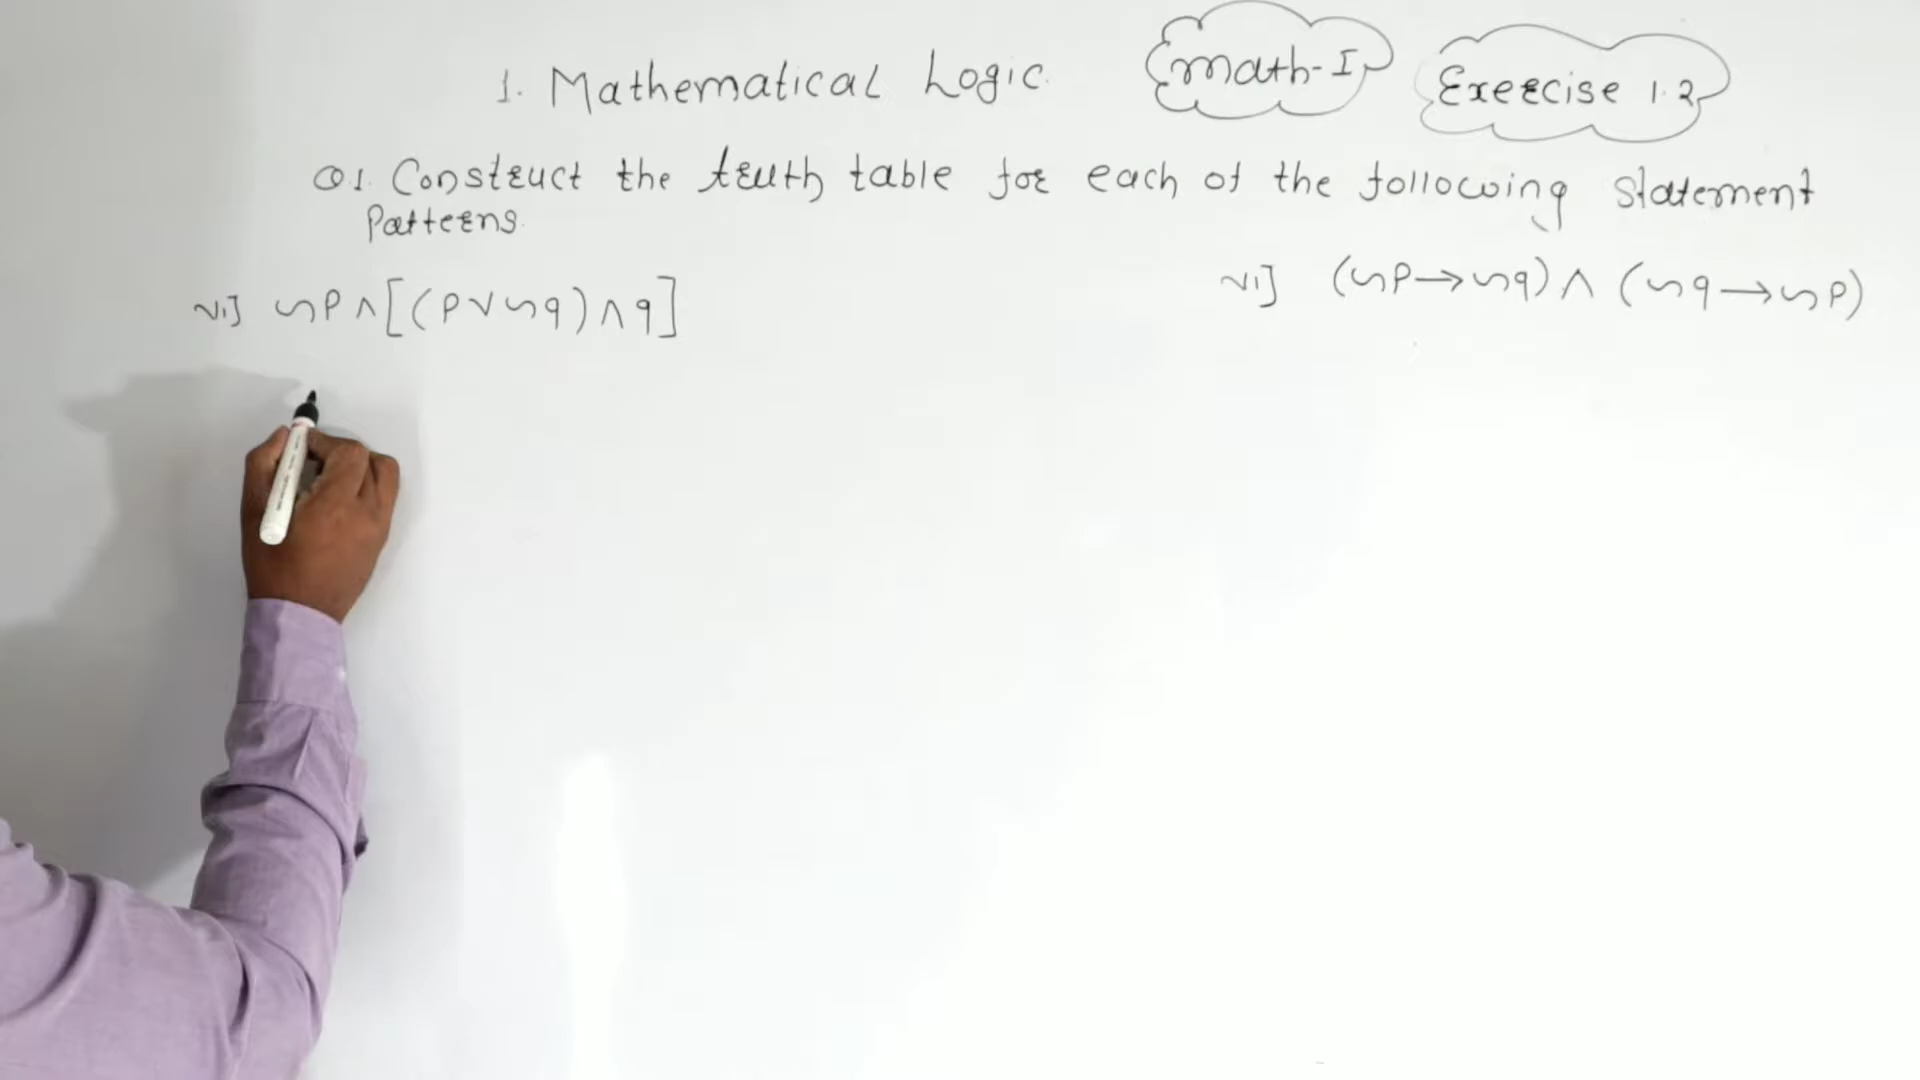 1. Mathematical Logic. Math-I Exercise 1.2
Q1. Construct the truth table for each of the following statement
Patterns.
vi] ∽p∧[(p∨∽q)∧q] vi] (∽p→∽q)∧(∽q→∽p)